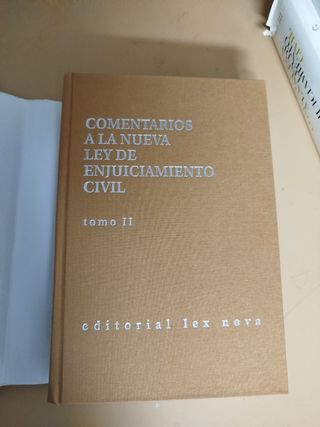 COMENTARIOS
A LA NUEVA
LEY DE
ENJUICIAMIENTO
CIVIL
tomo II
editorial lex nova